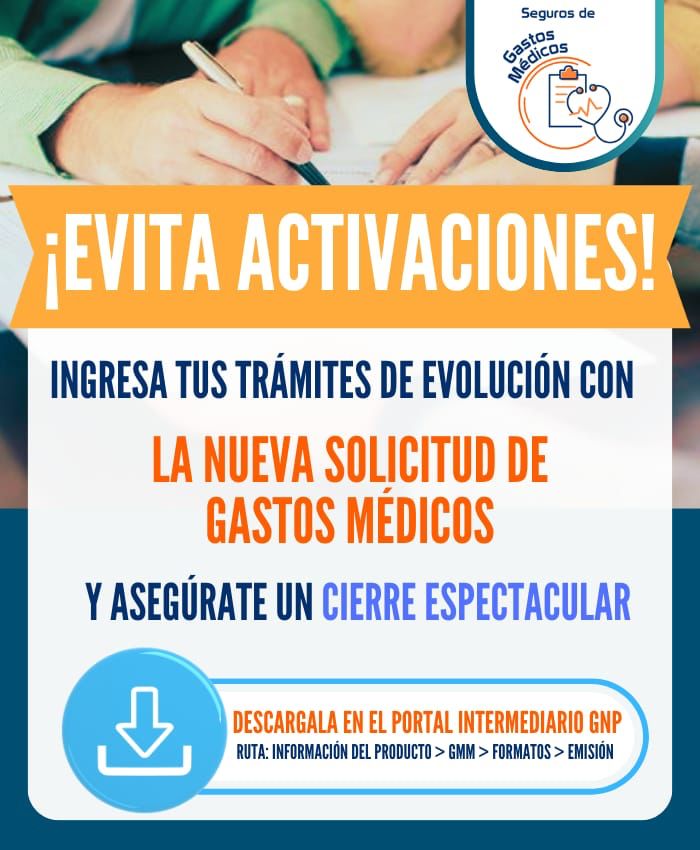 Seguros de
Gastos
Médicos
¡EVITA ACTIVACIONES!
INGRESA TUS TRÁMITES DE EVOLUCIÓN CON
LA NUEVA SOLICITUD DE
GASTOS MÉDICOS
Y ASEGÚRATE UN CIERRE ESPECTACULAR
DESCARGALA EN EL PORTAL INTERMEDIARIO GNP
RUTA: INFORMACIÓN DEL PRODUCTO > GMM > FORMATOS > EMISIÓN